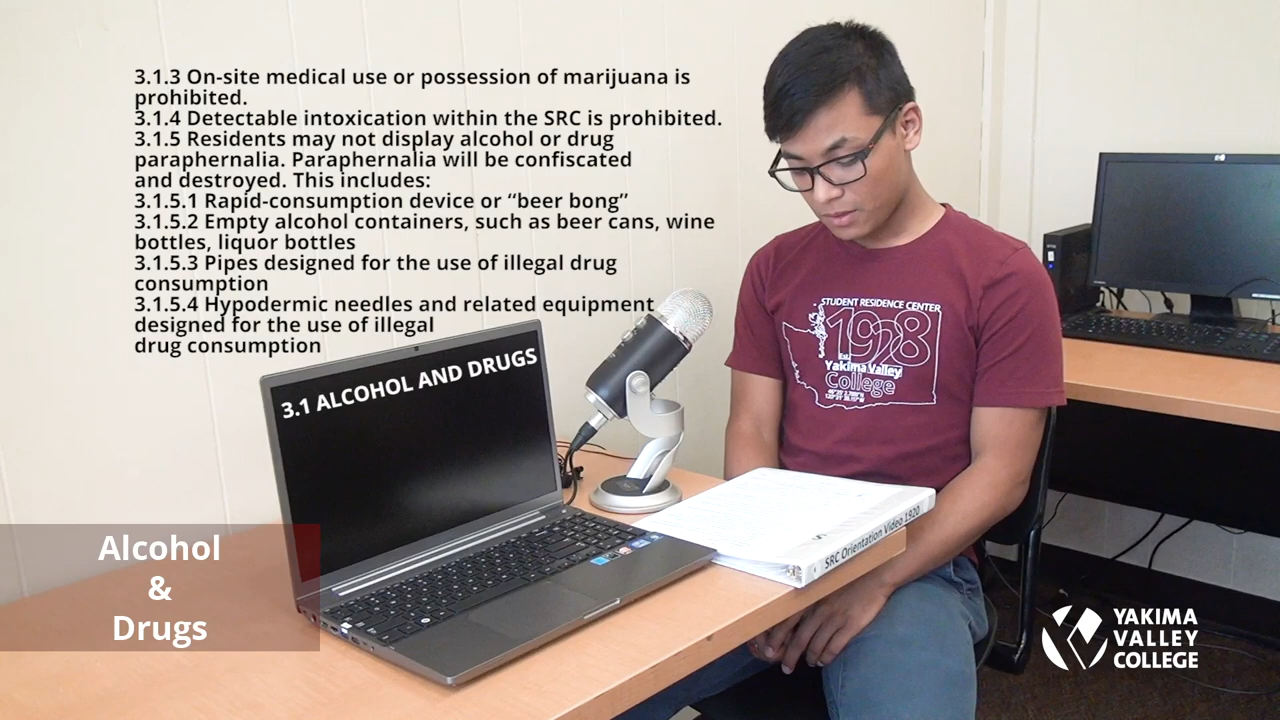 3.1.3 On-site medical use or possession of marijuana is
prohibited.
3.1.4 Detectable intoxication within the SRC is prohibited.
3.1.5 Residents may not display alcohol or drug
paraphernalia. Paraphernalia will be confiscated
and destroyed. This includes:
3.1.5.1 Rapid-consumption device or “beer bong”
3.1.5.2 Empty alcohol containers, such as beer cans, wine
bottles, liquor bottles
3.1.5.3 Pipes designed for the use of illegal drug
consumption
3.1.5.4 Hypodermic needles and related equipment
designed for the use of illegal
drug consumption
3.1 ALCOHOL AND DRUGS
STUDENT RESIDENCE CENTER
1928
Est.
Yakima Valley
College
SRC Orientation Video 1920
Alcohol
&
Drugs
YAKIMA
VALLEY
COLLEGE
hp